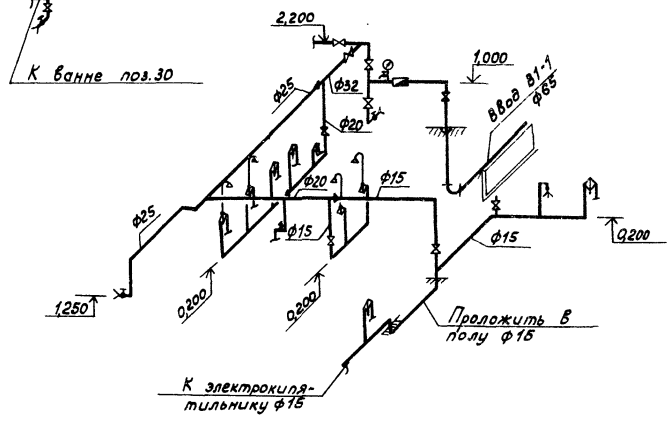 2,200
К ванне поз.30
1,000
Ввод В1-1
ф65
ф25
ф32
ф20
ф20
ф15
ф25
ф15
ф15
0,200
1,250
0,200
0,200
Проложить в
полу ф15
К электрокипя-
тильнику ф15